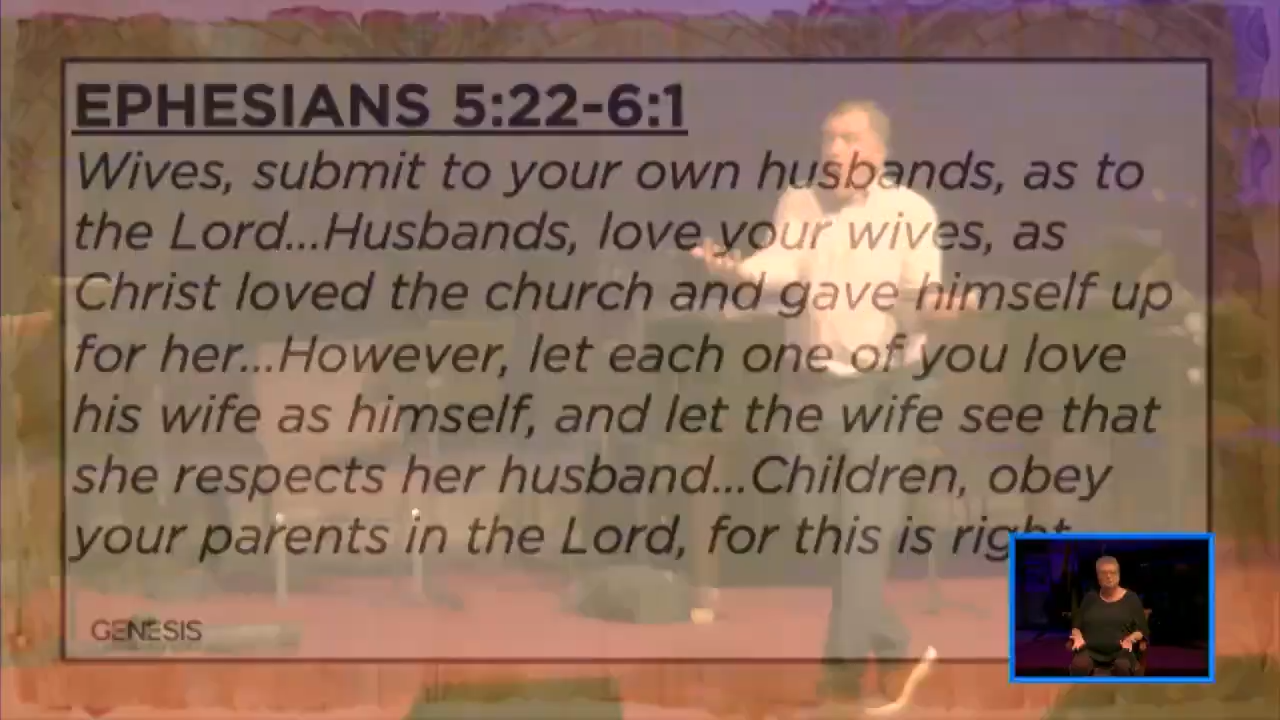 EPHESIANS 5:22-6:1
Wives, submit to your own husbands, as to
the Lord...Husbands, love your wives, as
Christ loved the church and gave himself up
for her...However, let each one of you love
his wife as himself, and let the wife see that
she respects her husband...Children, obey
your parents in the Lord, for this is right
GENESIS